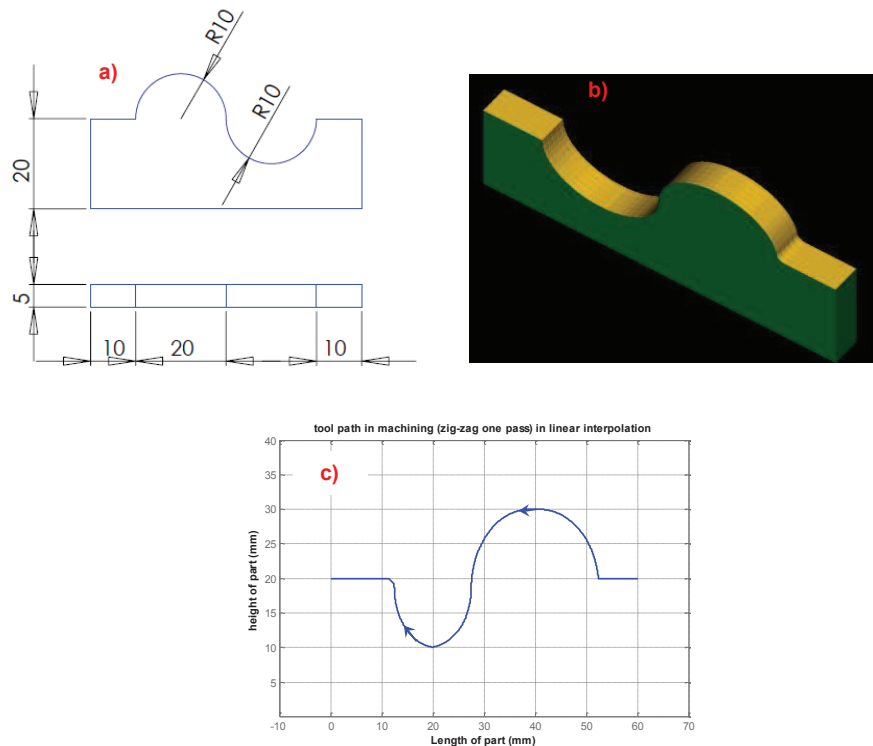 a)
R10
R10
20
5
10
20
10
b)
tool path in machining (zig-zag one pass) in linear interpolation
c)
height of part (mm)
40
35
30
25
20
15
10
5
-10
0
10
20
30
40
50
60
70
Length of part (mm)